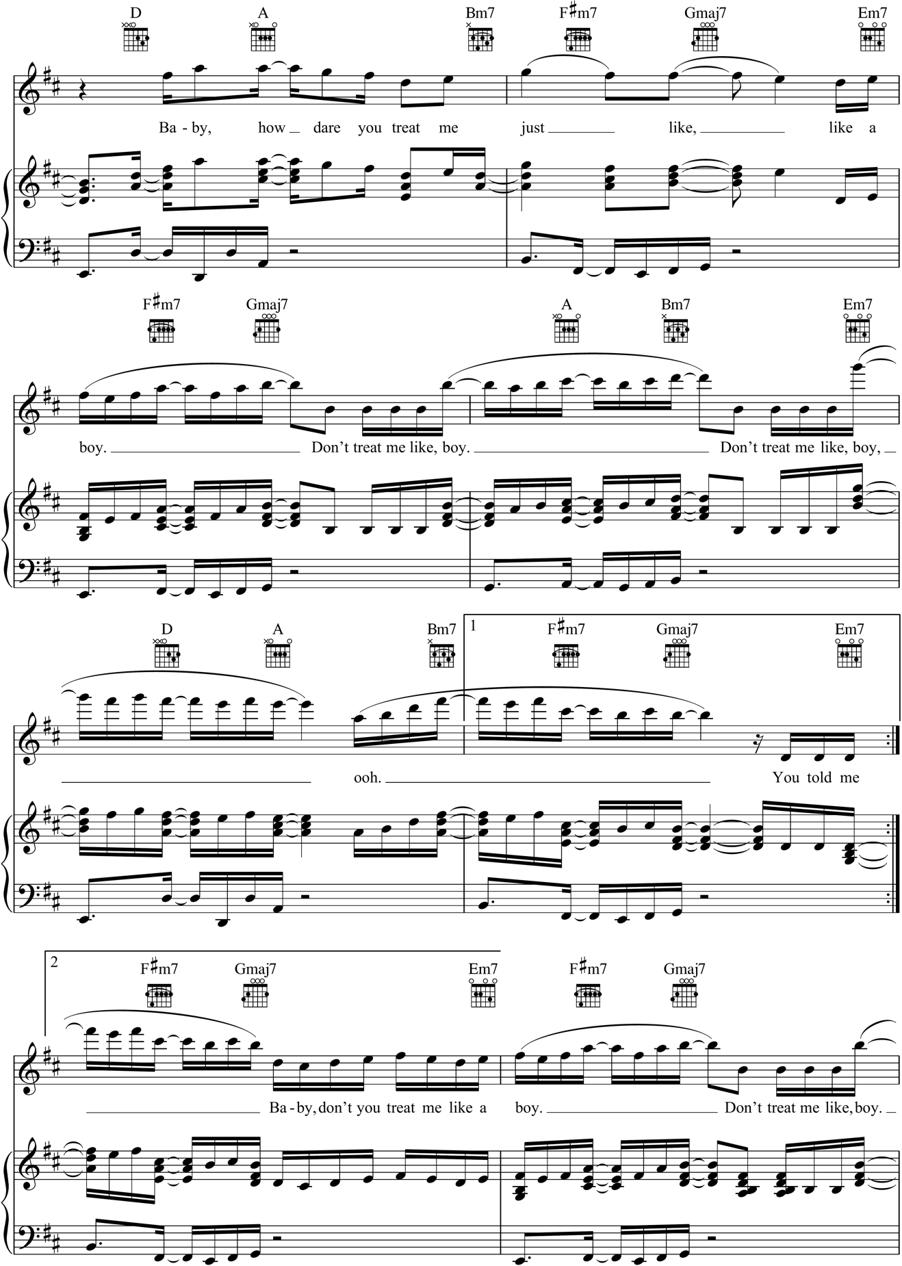 D A Bm7 F#m7 Gmaj7 Em7
Ba - by, how dare you treat me just like, like a
F#m7 Gmaj7 A Bm7 Em7
boy. Don't treat me like, boy. Don't treat me like, boy,
D A Bm7 1 F#m7 Gmaj7 Em7
ooh. You told me
2 F#m7 Gmaj7 Em7 F#m7 Gmaj7
Ba - by, don't you treat me like a boy. Don't treat me like, boy.